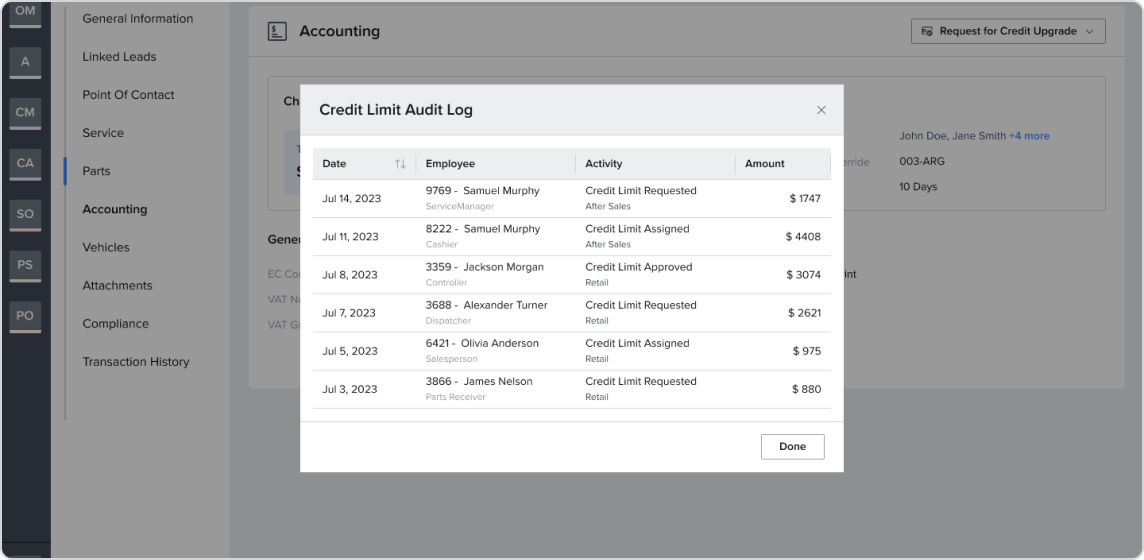 OM
A
CM
CA
SO
PS
PO
General Information
Linked Leads
Point Of Contact
Service
Parts
Accounting
Vehicles
Attachments
Compliance
Transaction History
Accounting
Request for Credit Upgrade
John Doe, Jane Smith +4 more
003-ARG
10 Days
Credit Limit Audit Log
Date Employee Activity Amount
Jul 14, 2023 9769 - Samuel Murphy Credit Limit Requested $ 1747
ServiceManager After Sales
Jul 11, 2023 8222 - Samuel Murphy Credit Limit Assigned $ 4408
Cashier After Sales
Jul 8, 2023 3359 - Jackson Morgan Credit Limit Approved $ 3074
Controller Retail
Jul 7, 2023 3688 - Alexander Turner Credit Limit Requested $ 2621
Dispatcher Retail
Jul 5, 2023 6421 - Olivia Anderson Credit Limit Assigned $ 975
Salesperson Retail
Jul 3, 2023 3866 - James Nelson Credit Limit Requested $ 880
Parts Receiver Retail
Done
EC
VAT
VAT